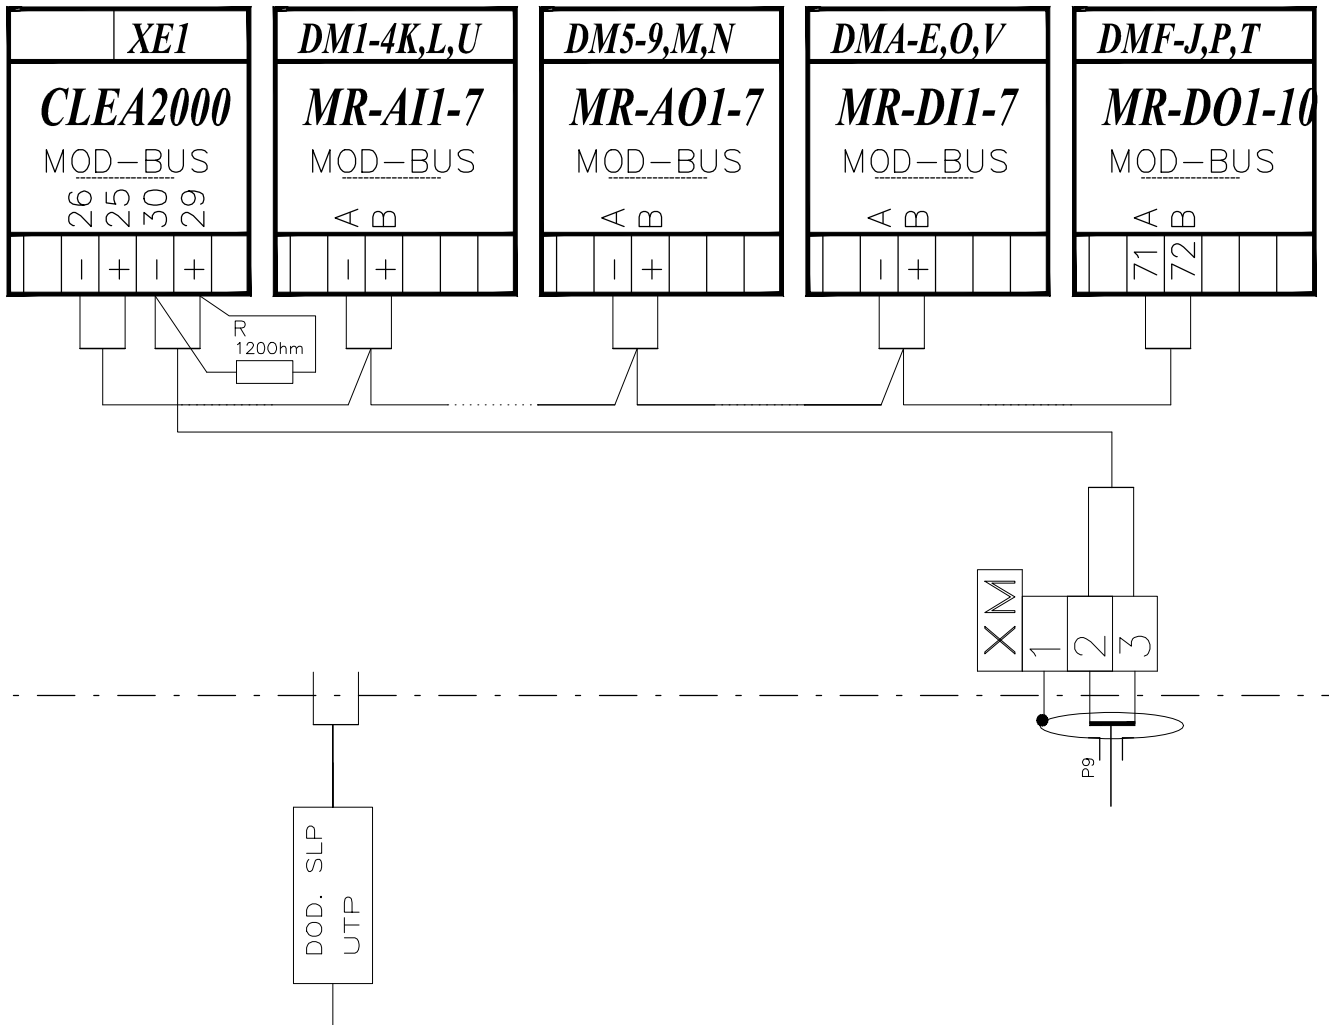 XE1
CLEA2000
MOD-BUS
26 25 30 29
- + - +
DM1-4K,L,U
MR-AI1-7
MOD-BUS
A B
- +
DM5-9,M,N
MR-AO1-7
MOD-BUS
A B
- +
DMA-E,O,V
MR-DI1-7
MOD-BUS
A B
- +
DMF-J,P,T
MR-DO1-10
MOD-BUS
A B
71 72
R
120Ohm
XM
1 2 3
P9
DOD. SLP
UTP